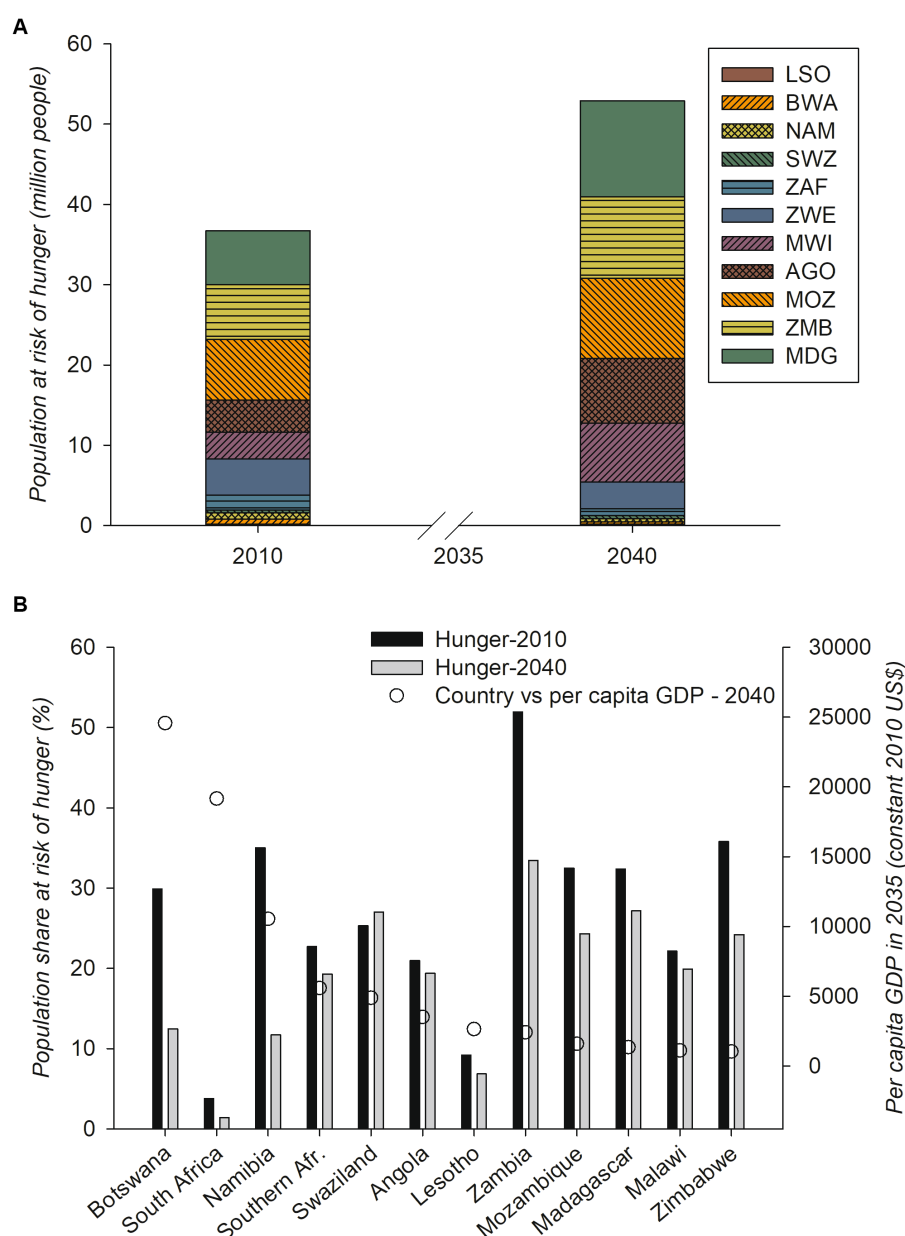 A
Population at risk of hunger (million people)
60
50
40
30
20
10
0
2010
2035
2040
LSO
BWA
NAM
SWZ
ZAF
ZWE
MWI
AGO
MOZ
ZMB
MDG
B
Population share at risk of hunger (%)
60
50
40
30
20
10
0
Hunger-2010
Hunger-2040
Country vs per capita GDP - 2040
30000
25000
20000
15000
10000
5000
0
Per capita GDP in 2035 (constant 2010 US$)
Botswana
South Africa
Namibia
Southern Afr.
Swaziland
Angola
Lesotho
Zambia
Mozambique
Madagascar
Malawi
Zimbabwe